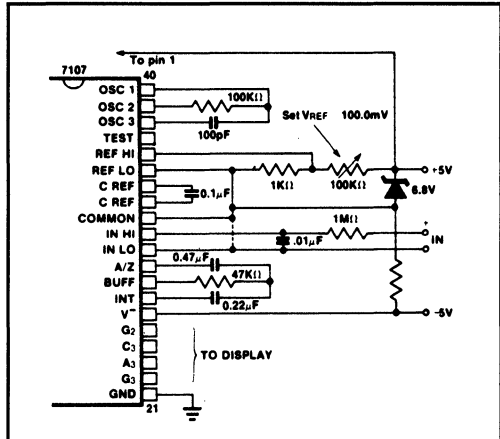 To pin 1
7107
40
OSC 1
OSC 2
100KΩ
OSC 3
100pF
TEST
Set VREF 100.0mV
REF HI
REF LO
1KΩ
100KΩ
+5V
6.8V
C REF
0.1μF
C REF
COMMON
1MΩ
+
IN HI
.01μF
IN
IN LO
-
0.47μF
A/Z
BUFF
47KΩ
INT
0.22μF
V-
-5V
G2
C3
TO DISPLAY
A3
G3
GND
21